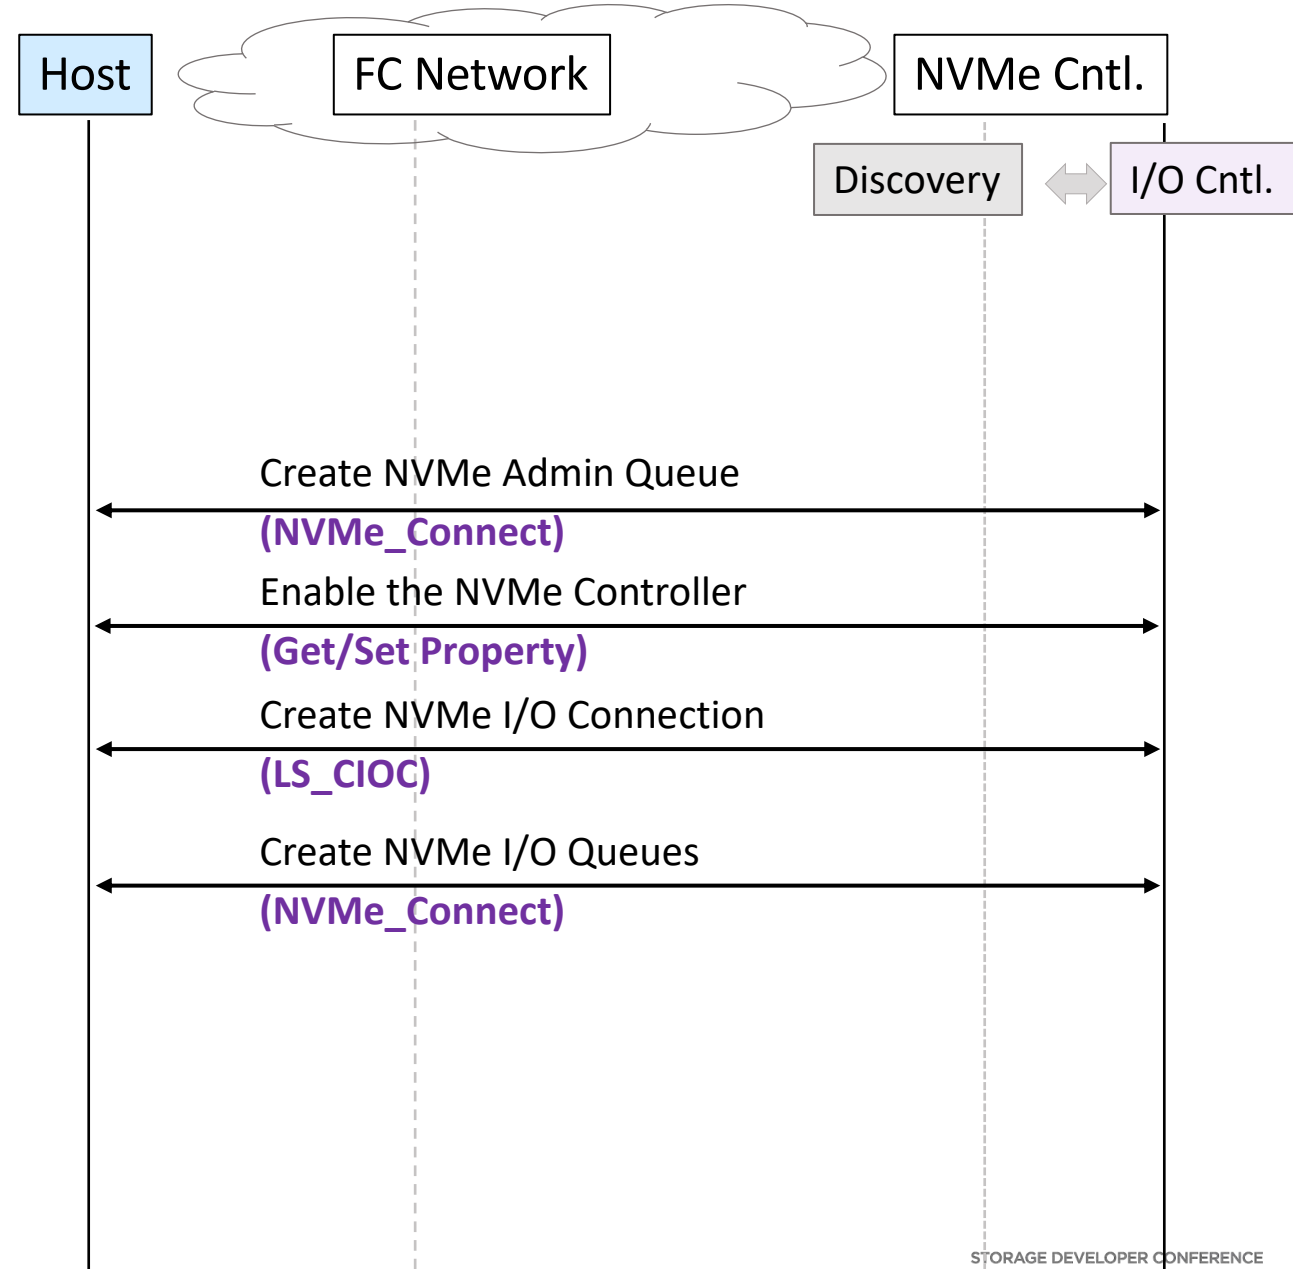 Host
FC Network
NVMe Cntl.
Discovery
I/O Cntl.
Create NVMe Admin Queue
(NVMe_Connect)
Enable the NVMe Controller
(Get/Set Property)
Create NVMe I/O Connection
(LS_CIOC)
Create NVMe I/O Queues
(NVMe_Connect)
STORAGE DEVELOPER CONFERENCE